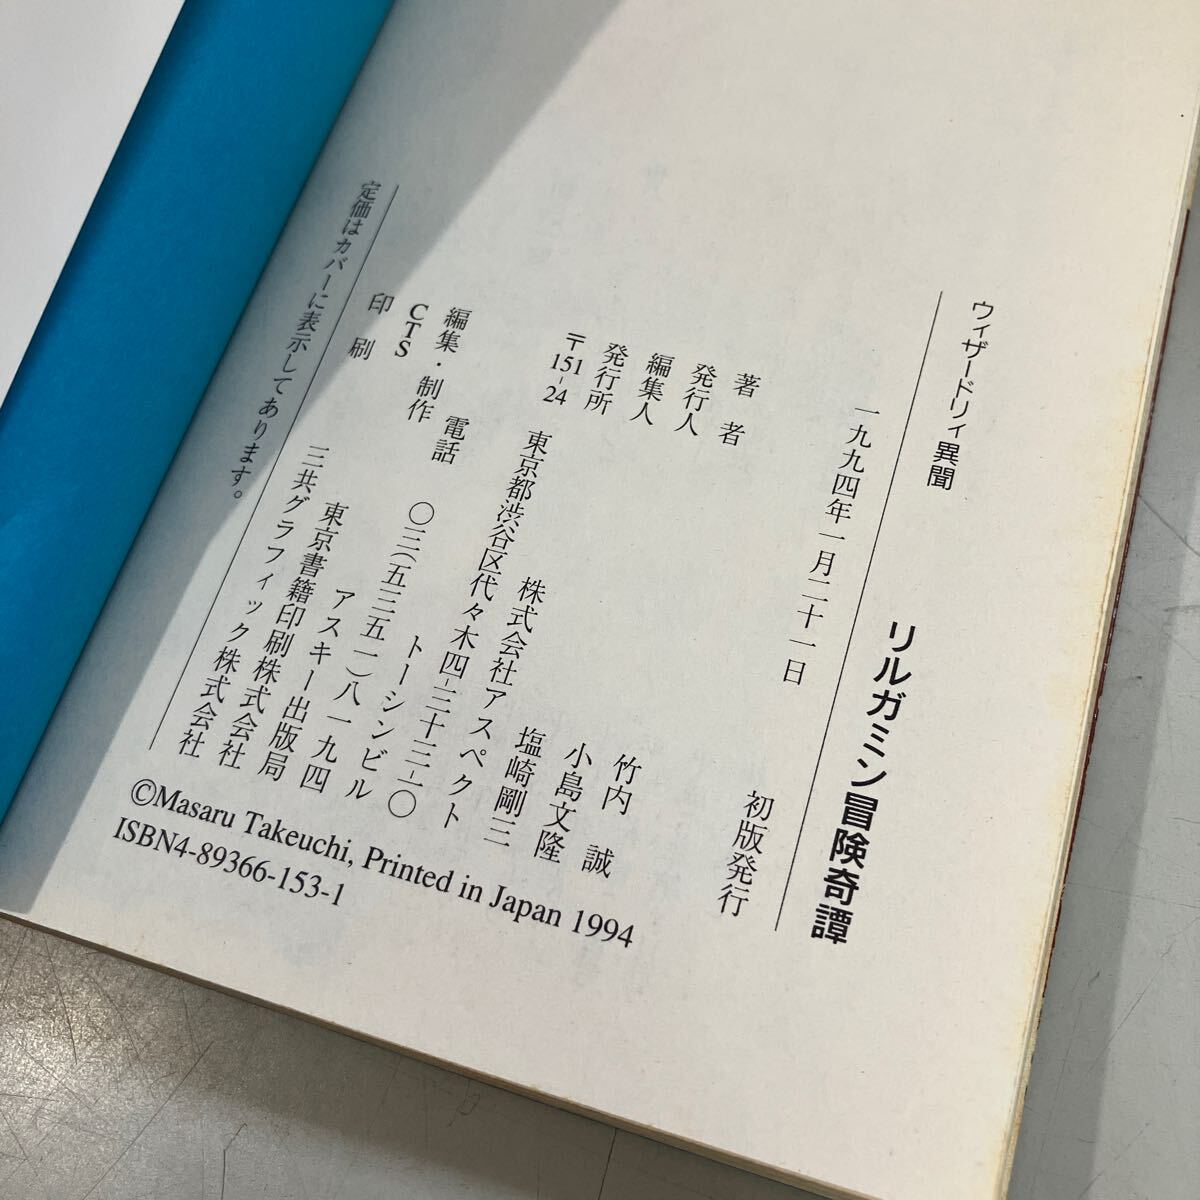 ウィザードリィ異聞 リルガミン冒険奇譚
一九九四年一月二十一日 初版発行
著者 竹内 誠
発行人 小島文隆
編集人 塩崎剛三
発行所 株式会社アスペクト
〒151-24 東京都渋谷区代々木四-三十三-一〇
トーシンビル
電話 〇三(五三五一)八一九四
編集・制作 アスキー出版局
CTS 東京書籍印刷株式会社
印刷 三共グラフィック株式会社
定価はカバーに表示してあります。
©Masaru Takeuchi, Printed in Japan 1994
ISBN4-89366-153-1